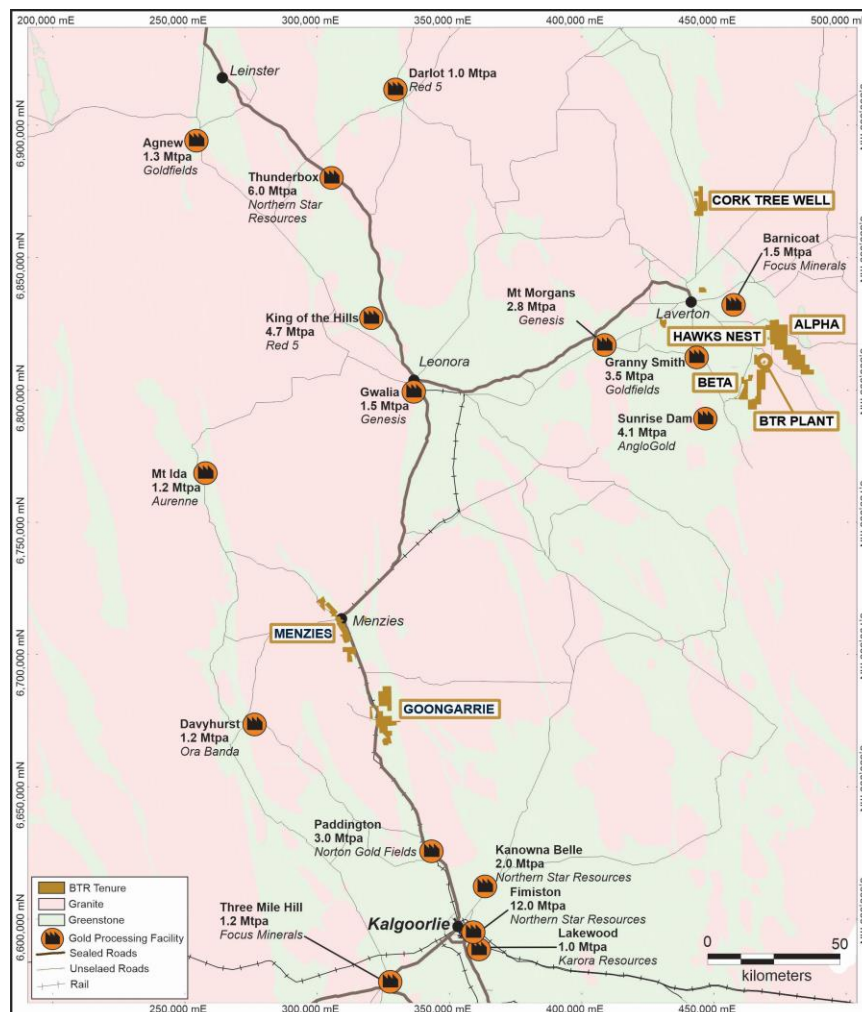 200,000 mE
250,000 mE
300,000 mE
350,000 mE
400,000 mE
450,000 mE
500,000 mE
6,900,000 mN
6,850,000 mN
6,800,000 mN
6,750,000 mN
6,700,000 mN
6,650,000 mN
6,600,000 mN
Leinster
Darlot 1.0 Mtpa
Red 5
Agnew
1.3 Mtpa
Goldfields
Thunderbox
6.0 Mtpa
Northern Star
Resources
CORK TREE WELL
Barnicoat
1.5 Mtpa
Focus Minerals
Mt Morgans
2.8 Mtpa
Genesis
Laverton
King of the Hills
4.7 Mtpa
Red 5
HAWKS NEST
ALPHA
Leonora
Granny Smith
3.5 Mtpa
Goldfields
Gwalia
1.5 Mtpa
Genesis
BETA
BTR PLANT
Sunrise Dam
4.1 Mtpa
AngloGold
Mt Ida
1.2 Mtpa
Aurenne
Menzies
MENZIES
GOONGARRIE
Davyhurst
1.2 Mtpa
Ora Banda
Paddington
3.0 Mtpa
Norton Gold Fields
Kanowna Belle
2.0 Mtpa
Northern Star Resources
Fimiston
12.0 Mtpa
Northern Star Resources
Three Mile Hill
1.2 Mtpa
Focus Minerals
Kalgoorlie
Lakewood
1.0 Mtpa
Karora Resources
BTR Tenure
Granite
Greenstone
Gold Processing Facility
Sealed Roads
Unselaed Roads
Rail
0 50
kilometers
250,000 mE
300,000 mE
350,000 mE
400,000 mE
450,000 mE